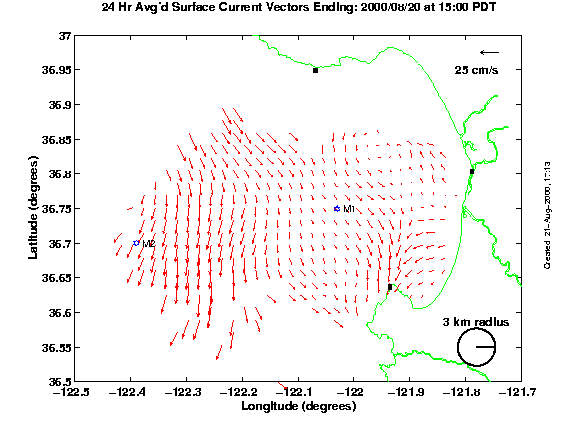 24 Hr Avg'd Surface Current Vectors Ending: 2000/08/20 at 15:00 PDT
37
36.95
36.9
36.85
36.8
36.75
36.7
36.65
36.6
36.55
36.5
Latitude (degrees)
25 cm/s
M1
M2
3 km radius
Created: 21-Aug-2000, 17:13
-122.5
-122.4
-122.3
-122.2
-122.1
-122
-121.9
-121.8
-121.7
Longitude (degrees)